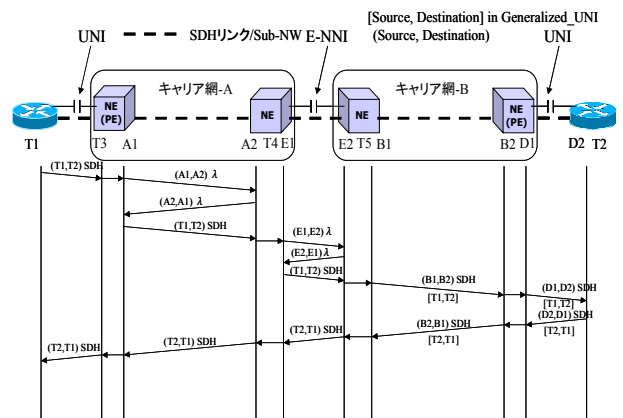 UNI
SDHリンク/Sub-NW
E-NNI
[Source, Destination] in Generalized_UNI
(Source, Destination)
UNI
キャリア網-A
キャリア網-B
NE
(PE)
NE
NE
NE
(PE)
T1
T3
A1
A2
T4
E1
E2
T5
B1
B2
D1
D2
T2
(T1,T2) SDH
(A1,A2) λ
(A2,A1) λ
(T1,T2) SDH
(E1,E2) λ
(E2,E1) λ
(T1,T2) SDH
(B1,B2) SDH
[T1,T2]
(D1,D2) SDH
[T1,T2]
(D2,D1) SDH
[T2,T1]
(B2,B1) SDH
[T2,T1]
(T2,T1) SDH
(T2,T1) SDH
(T2,T1) SDH